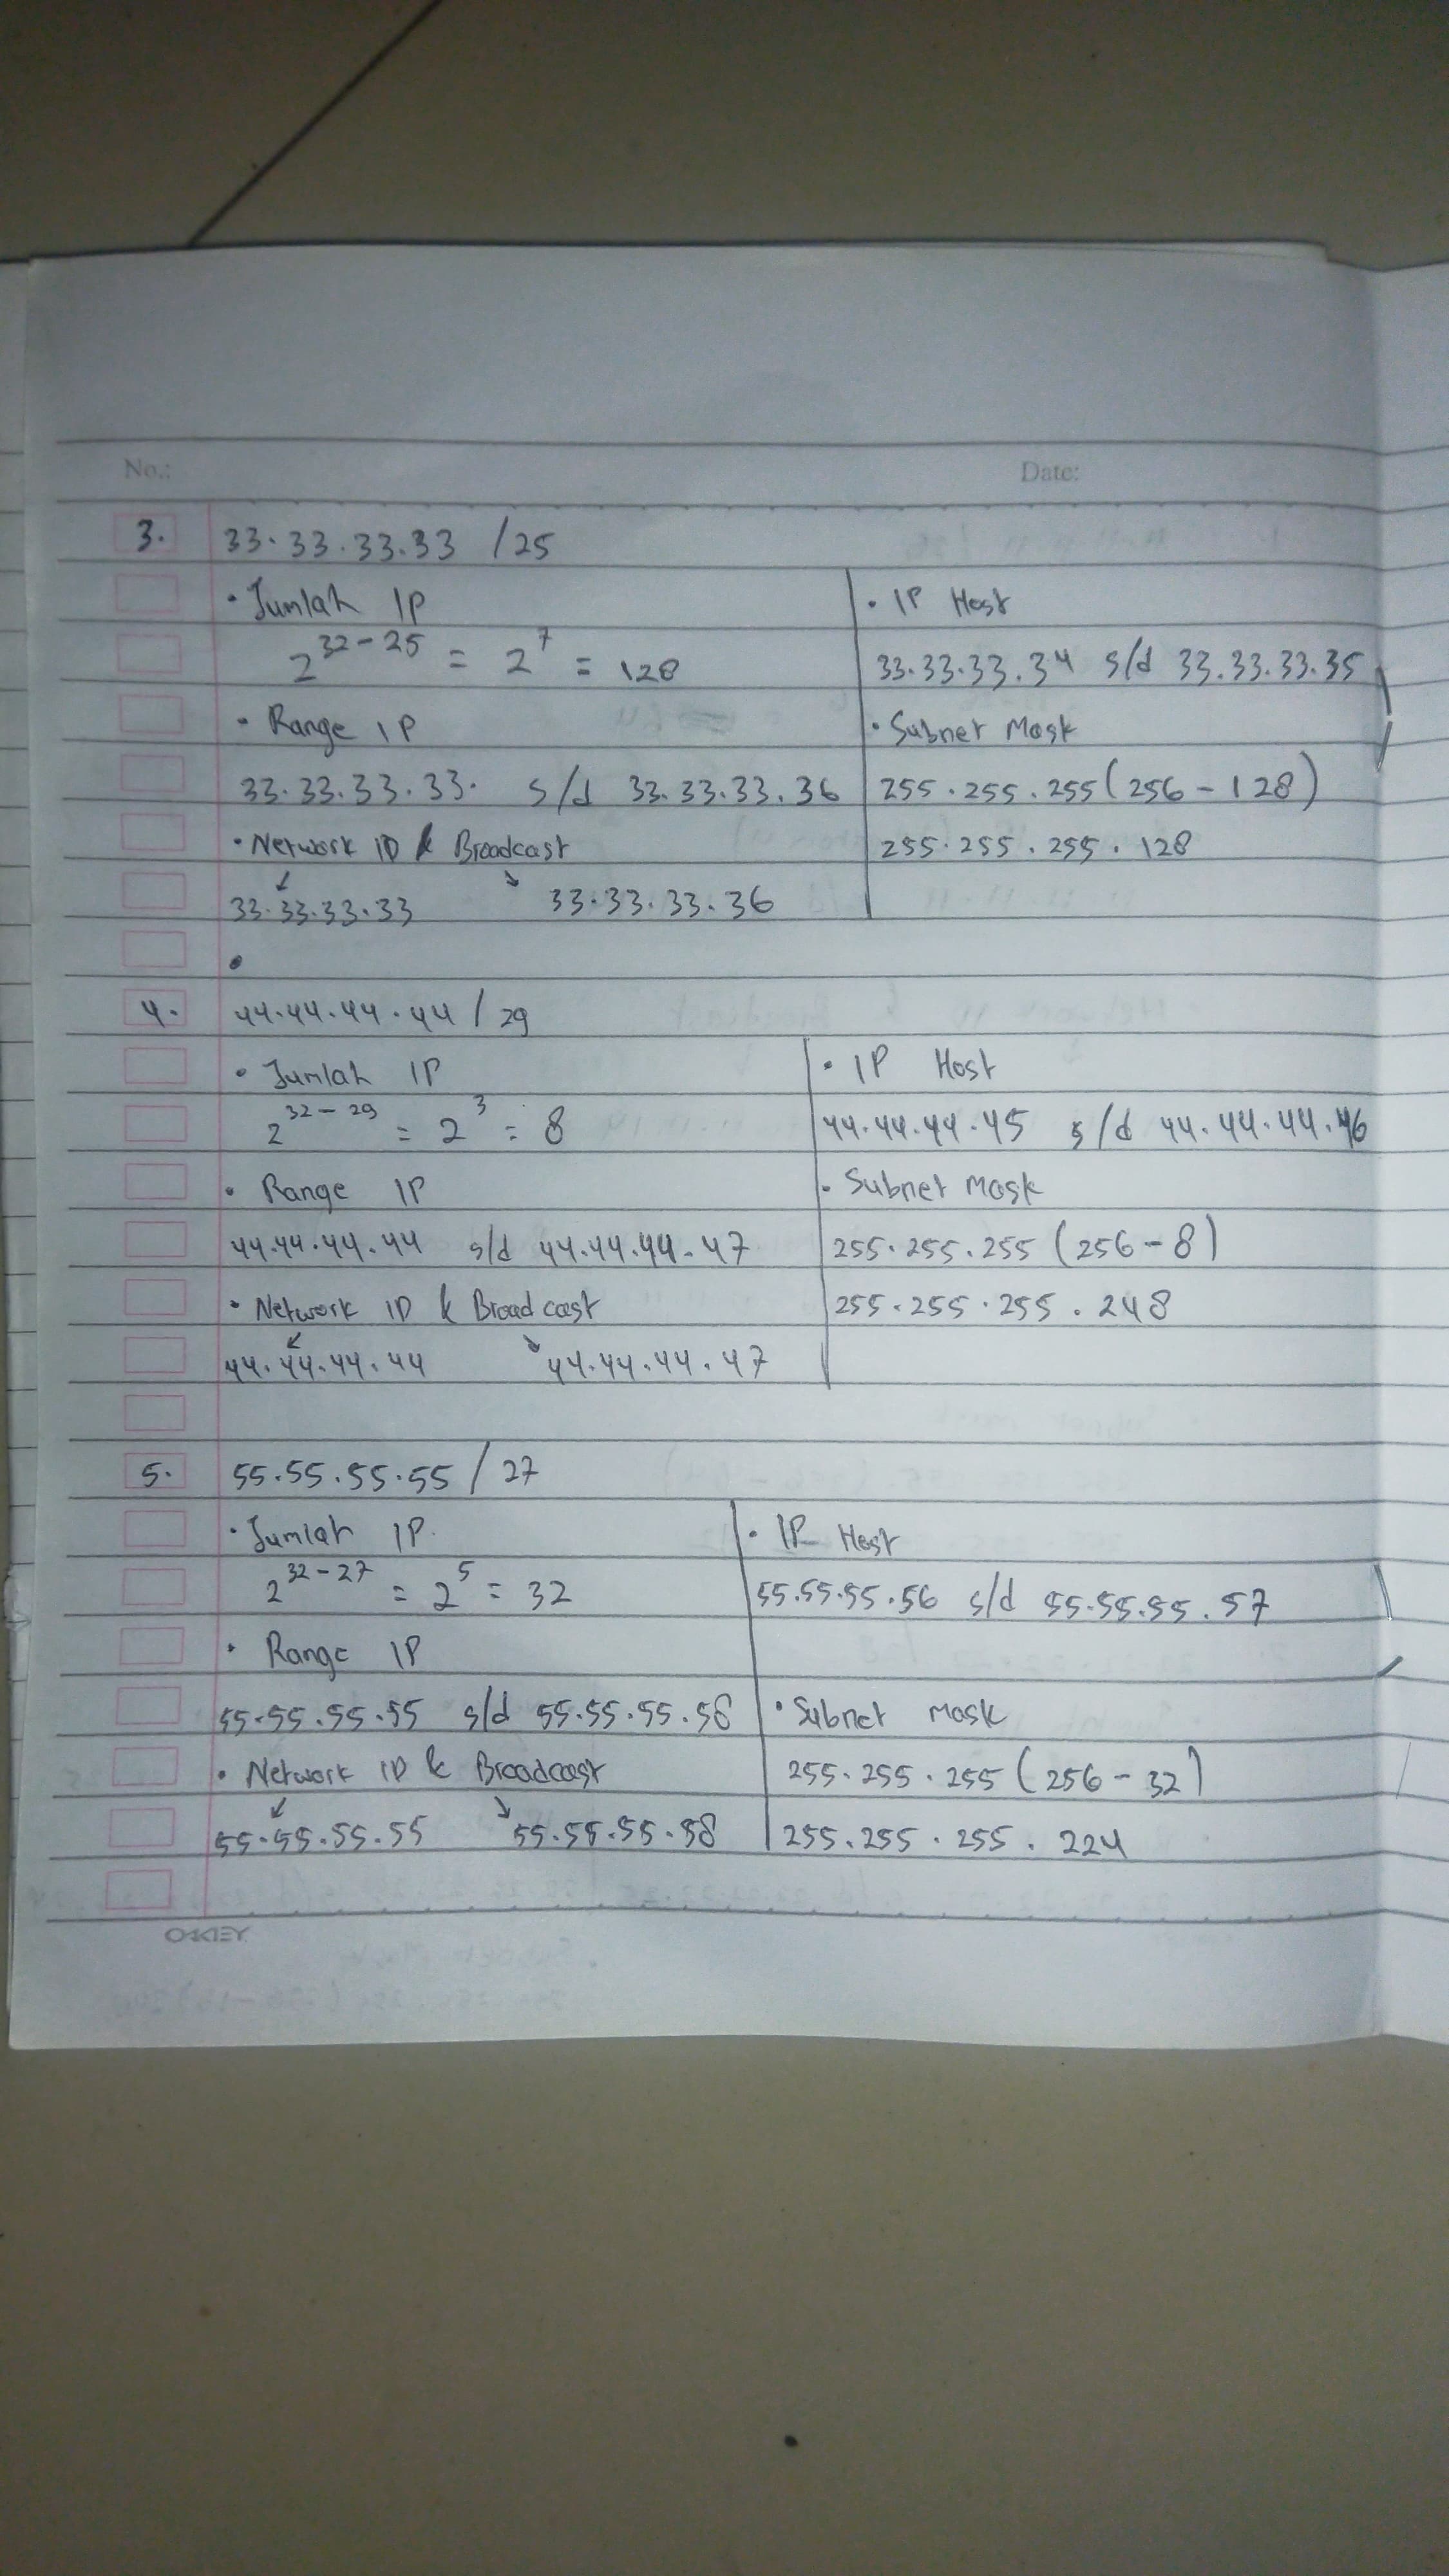 No.:
Date:
3. 33.33.33.33 /25
• Jumlah IP
2^32-25 = 2^7 = 128
• Range IP
33.33.33.33. s/d 33.33.33.36
• Network ID & Broadcast
↙ ↘
33.33.33.33 33.33.33.36
•
• IP Host
33.33.33.34 s/d 33.33.33.35
• Subnet Mask
255.255.255(256-128)
255.255.255.128
4. 44.44.44.44 / 29
• Jumlah IP
2^32-29 = 2^3 = 8
• Range IP
44.44.44.44 s/d 44.44.44.47
• Network ID & Broadcast
↙ ↘
44.44.44.44 44.44.44.47
• IP Host
44.44.44.45 s/d 44.44.44.46
• Subnet Mask
255.255.255 (256-8)
255.255.255.248
5. 55.55.55.55 / 27
• Jumlah IP
2^32-27 = 2^5 = 32
• Range IP
55.55.55.55 s/d 55.55.55.58
• Network ID & Broadcast
↙ ↘
55.55.55.55 55.55.55.58
• IP Host
55.55.55.56 s/d 55.55.55.57
• Subnet Mask
255.255.255 (256-32)
255.255.255.224
OKEY